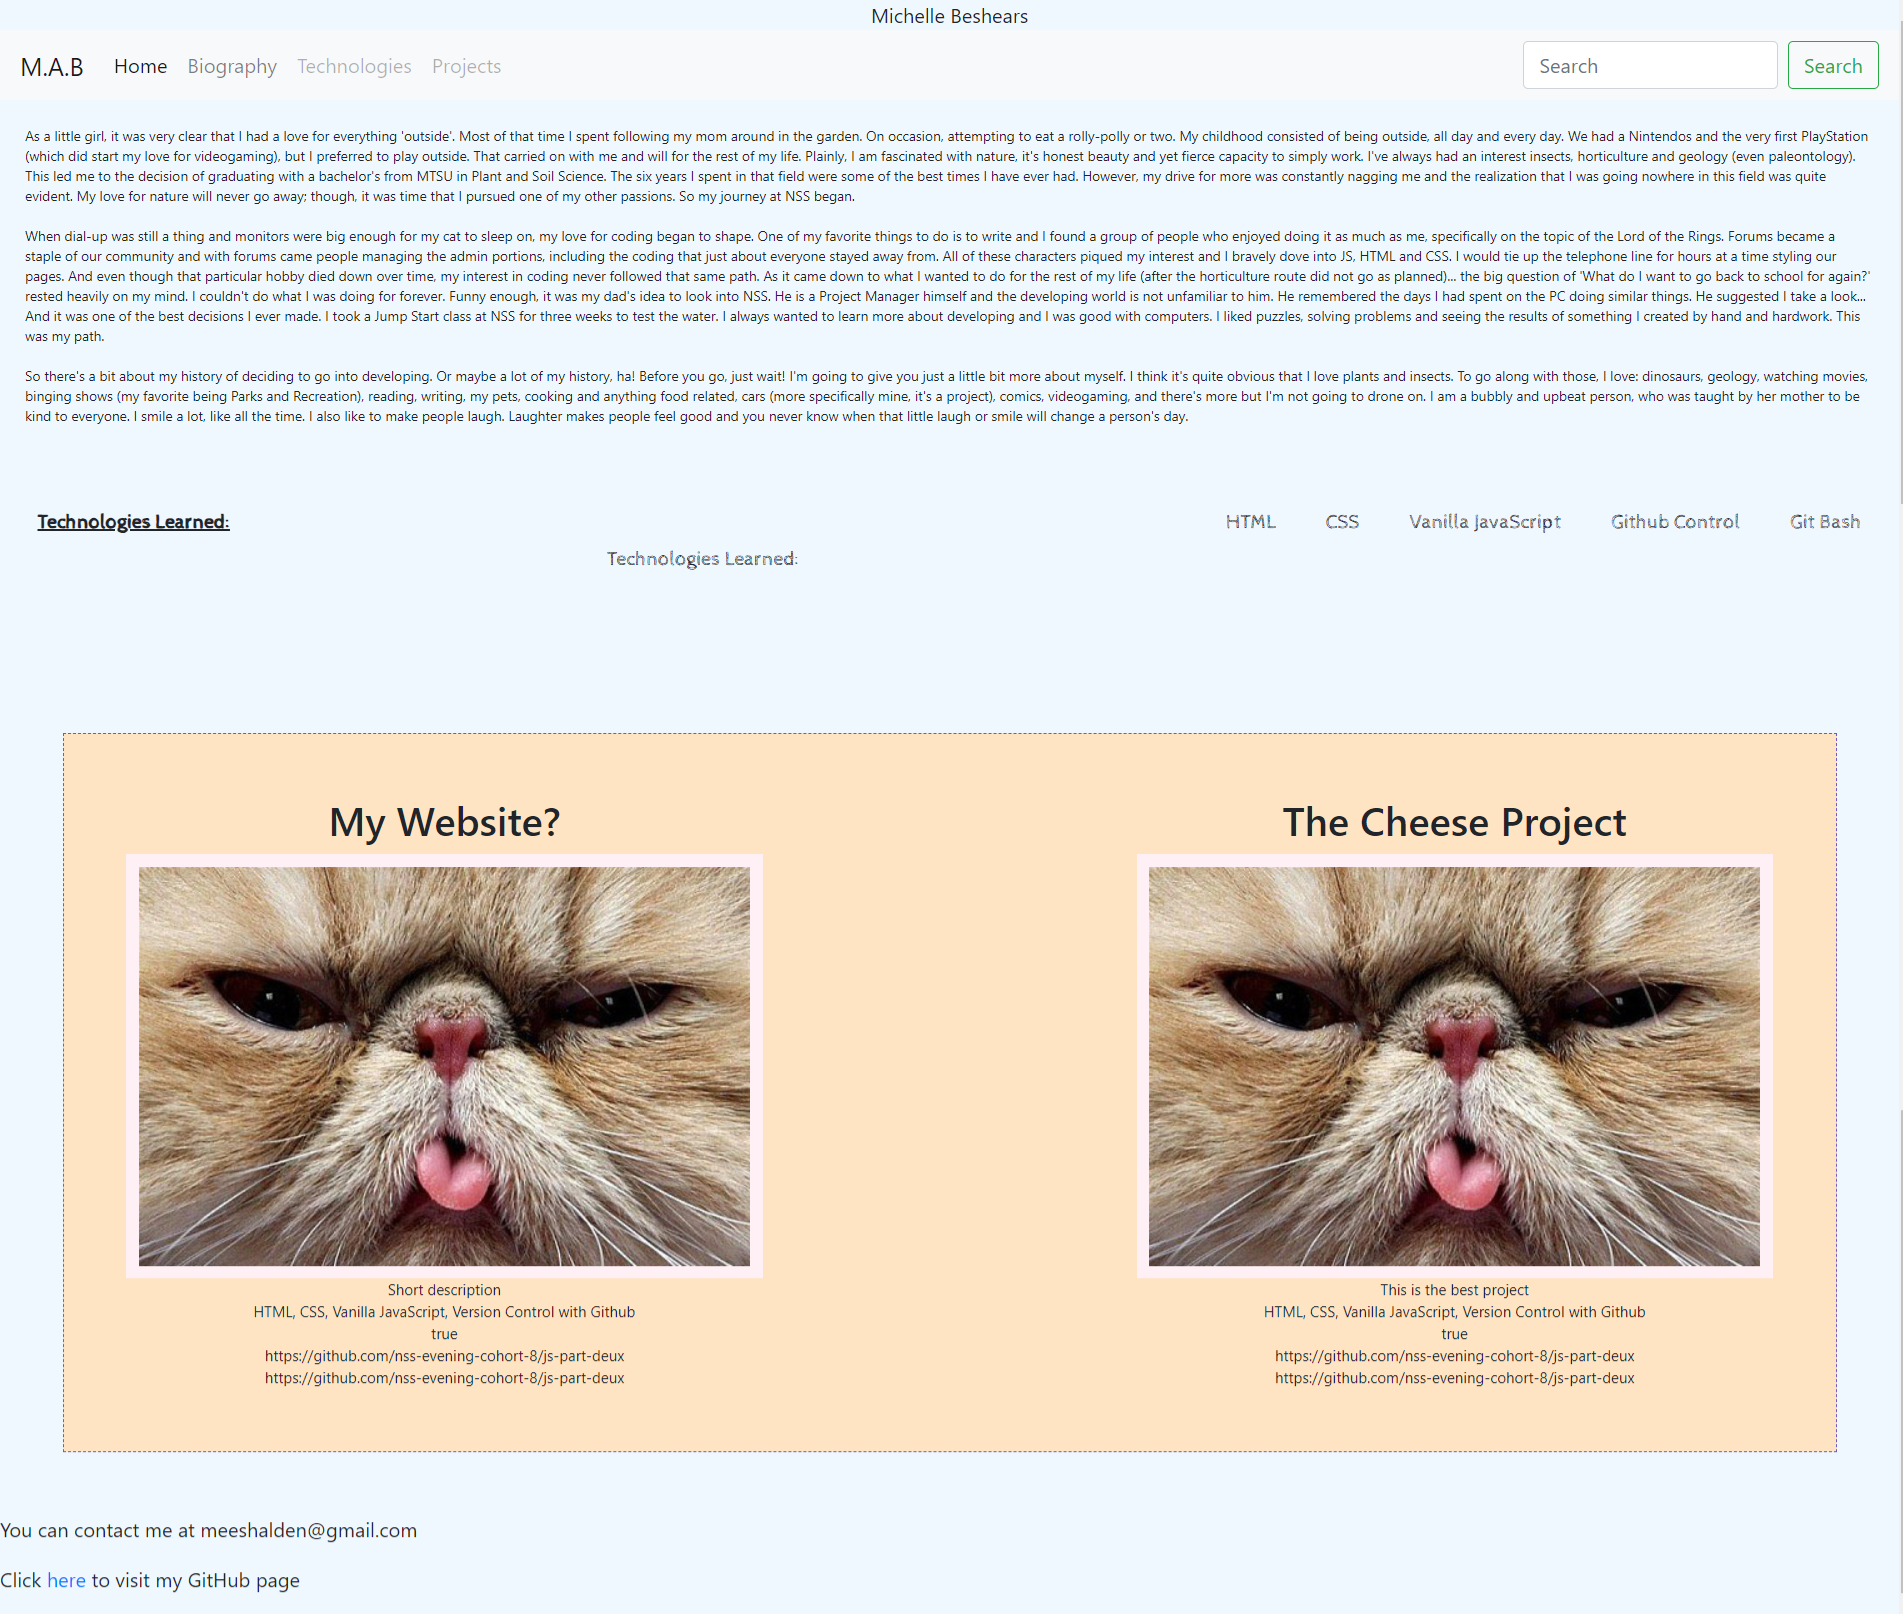 Michelle Beshears
M.A.B Home Biography Technologies Projects Search Search
As a little girl, it was very clear that I had a love for everything 'outside'. Most of that time I spent following my mom around in the garden. On occasion, attempting to eat a rolly-polly or two. My childhood consisted of being outside, all day and every day. We had a Nintendos and the very first PlayStation
(which did start my love for videogaming), but I preferred to play outside. That carried on with me and will for the rest of my life. Plainly, I am fascinated with nature, it's honest beauty and yet fierce capacity to simply work. I've always had an interest insects, horticulture and geology (even paleontology).
This led me to the decision of graduating with a bachelor's from MTSU in Plant and Soil Science. The six years I spent in that field were some of the best times I have ever had. However, my drive for more was constantly nagging me and the realization that I was going nowhere in this field was quite
evident. My love for nature will never go away; though, it was time that I pursued one of my other passions. So my journey at NSS began.
When dial-up was still a thing and monitors were big enough for my cat to sleep on, my love for coding began to shape. One of my favorite things to do is to write and I found a group of people who enjoyed doing it as much as me, specifically on the topic of the Lord of the Rings. Forums became a
staple of our community and with forums came people managing the admin portions, including the coding that just about everyone stayed away from. All of these characters piqued my interest and I bravely dove into JS, HTML and CSS. I would tie up the telephone line for hours at a time styling our
pages. And even though that particular hobby died down over time, my interest in coding never followed that same path. As it came down to what I wanted to do for the rest of my life (after the horticulture route did not go as planned)... the big question of 'What do I want to go back to school for again?'
rested heavily on my mind. I couldn't do what I was doing for forever. Funny enough, it was my dad's idea to look into NSS. He is a Project Manager himself and the developing world is not unfamiliar to him. He remembered the days I had spent on the PC doing similar things. He suggested I take a look...
And it was one of the best decisions I ever made. I took a Jump Start class at NSS for three weeks to test the water. I always wanted to learn more about developing and I was good with computers. I liked puzzles, solving problems and seeing the results of something I created by hand and hardwork. This
was my path.
So there's a bit about my history of deciding to go into developing. Or maybe a lot of my history, ha! Before you go, just wait! I'm going to give you just a little bit more about myself. I think it's quite obvious that I love plants and insects. To go along with those, I love: dinosaurs, geology, watching movies,
binging shows (my favorite being Parks and Recreation), reading, writing, my pets, cooking and anything food related, cars (more specifically mine, it's a project), comics, videogaming, and there's more but I'm not going to drone on. I am a bubbly and upbeat person, who was taught by her mother to be
kind to everyone. I smile a lot, like all the time. I also like to make people laugh. Laughter makes people feel good and you never know when that little laugh or smile will change a person's day.
Technologies Learned: HTML CSS Vanilla JavaScript Github Control Git Bash
Technologies Learned:
My Website?
Short description
HTML, CSS, Vanilla JavaScript, Version Control with Github
true
https://github.com/nss-evening-cohort-8/js-part-deux
https://github.com/nss-evening-cohort-8/js-part-deux
The Cheese Project
This is the best project
HTML, CSS, Vanilla JavaScript, Version Control with Github
true
https://github.com/nss-evening-cohort-8/js-part-deux
https://github.com/nss-evening-cohort-8/js-part-deux
You can contact me at meeshalden@gmail.com
Click here to visit my GitHub page